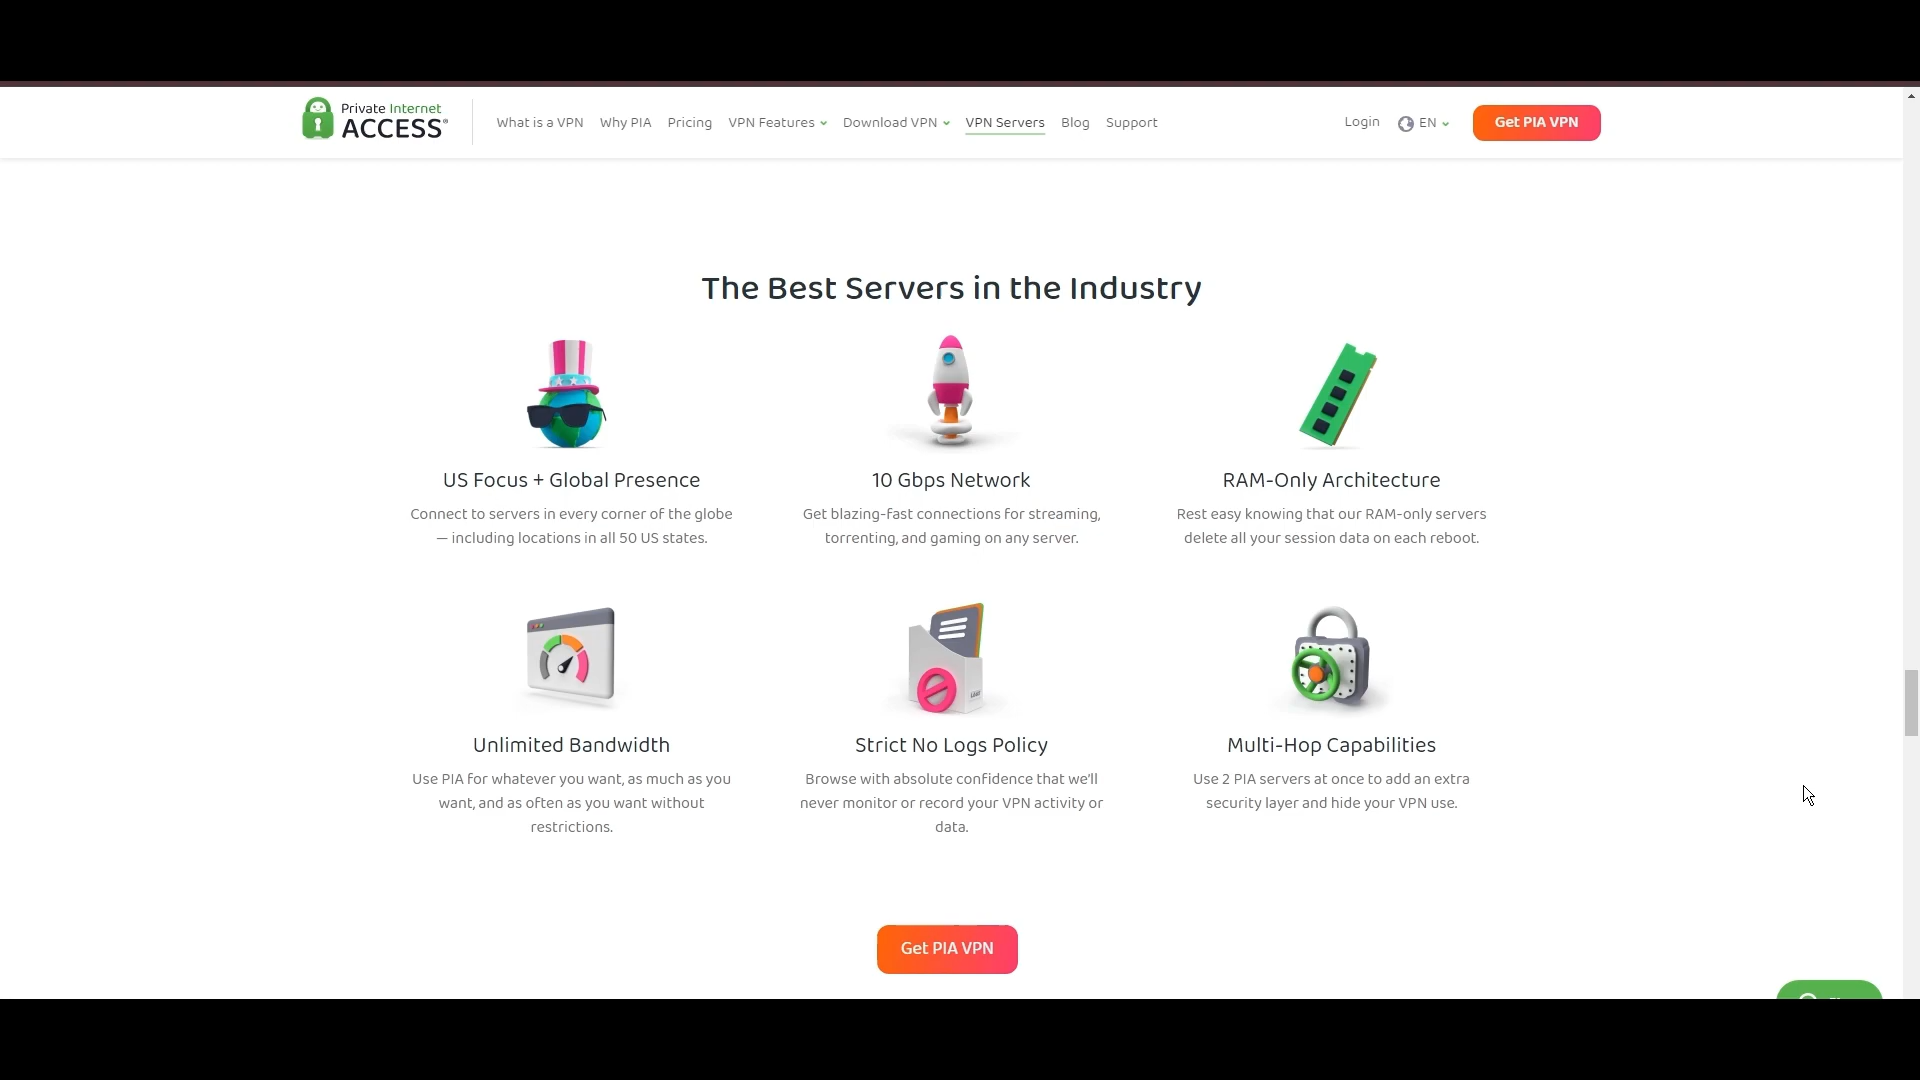 Private Internet
ACCESS®
What is a VPN
Why PIA
Pricing
VPN Features
Download VPN
VPN Servers
Blog
Support
Login
EN
Get PIA VPN
The Best Servers in the Industry
US Focus + Global Presence
Connect to servers in every corner of the globe
— including locations in all 50 US states.
10 Gbps Network
Get blazing-fast connections for streaming,
torrenting, and gaming on any server.
RAM-Only Architecture
Rest easy knowing that our RAM-only servers
delete all your session data on each reboot.
Unlimited Bandwidth
Use PIA for whatever you want, as much as you
want, and as often as you want without
restrictions.
Strict No Logs Policy
Browse with absolute confidence that we'll
never monitor or record your VPN activity or
data.
Multi-Hop Capabilities
Use 2 PIA servers at once to add an extra
security layer and hide your VPN use.
Get PIA VPN